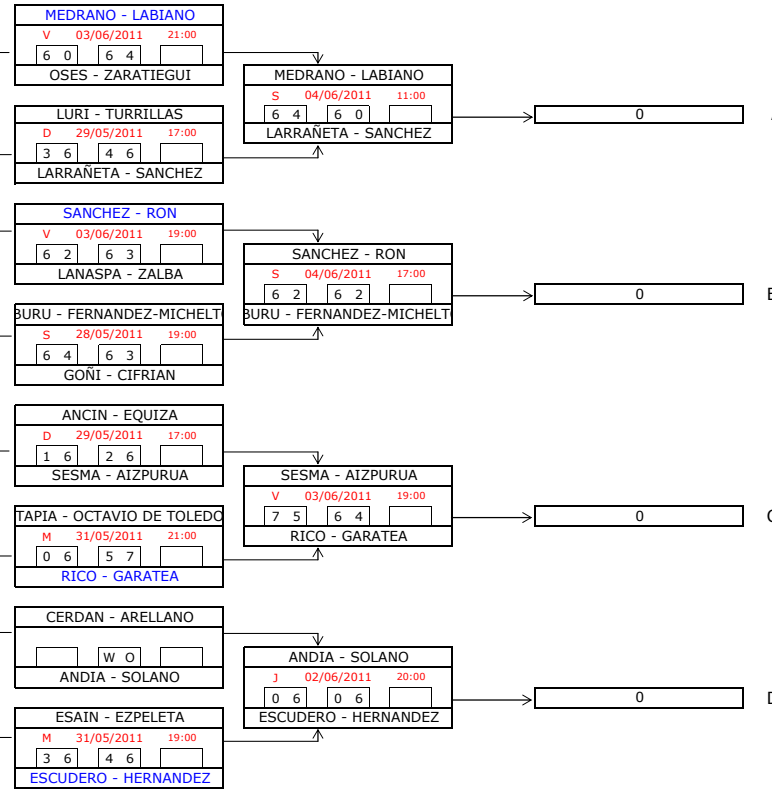 MEDRANO - LABIANO
V 03/06/2011 21:00
6 0 6 4
OSES - ZARATIEGUI
LURI - TURRILLAS
D 29/05/2011 17:00
3 6 4 6
LARRAÑETA - SANCHEZ
MEDRANO - LABIANO
S 04/06/2011 11:00
6 4 6 0
LARRAÑETA - SANCHEZ
0
SANCHEZ - RON
V 03/06/2011 19:00
6 2 6 3
LANASPA - ZALBA
BURU - FERNANDEZ-MICHELT
S 28/05/2011 19:00
6 4 6 3
GOÑI - CIFRIAN
SANCHEZ - RON
S 04/06/2011 17:00
6 2 6 2
BURU - FERNANDEZ-MICHELT
0
ANCIN - EQUIZA
D 29/05/2011 17:00
1 6 2 6
SESMA - AIZPURUA
TAPIA - OCTAVIO DE TOLEDO
M 31/05/2011 21:00
0 6 5 7
RICO - GARATEA
SESMA - AIZPURUA
V 03/06/2011 19:00
7 5 6 4
RICO - GARATEA
0
CERDAN - ARELLANO
W O
ANDIA - SOLANO
ESAIN - EZPELETA
M 31/05/2011 19:00
3 6 4 6
ESCUDERO - HERNANDEZ
ANDIA - SOLANO
J 02/06/2011 20:00
0 6 0 6
ESCUDERO - HERNANDEZ
0